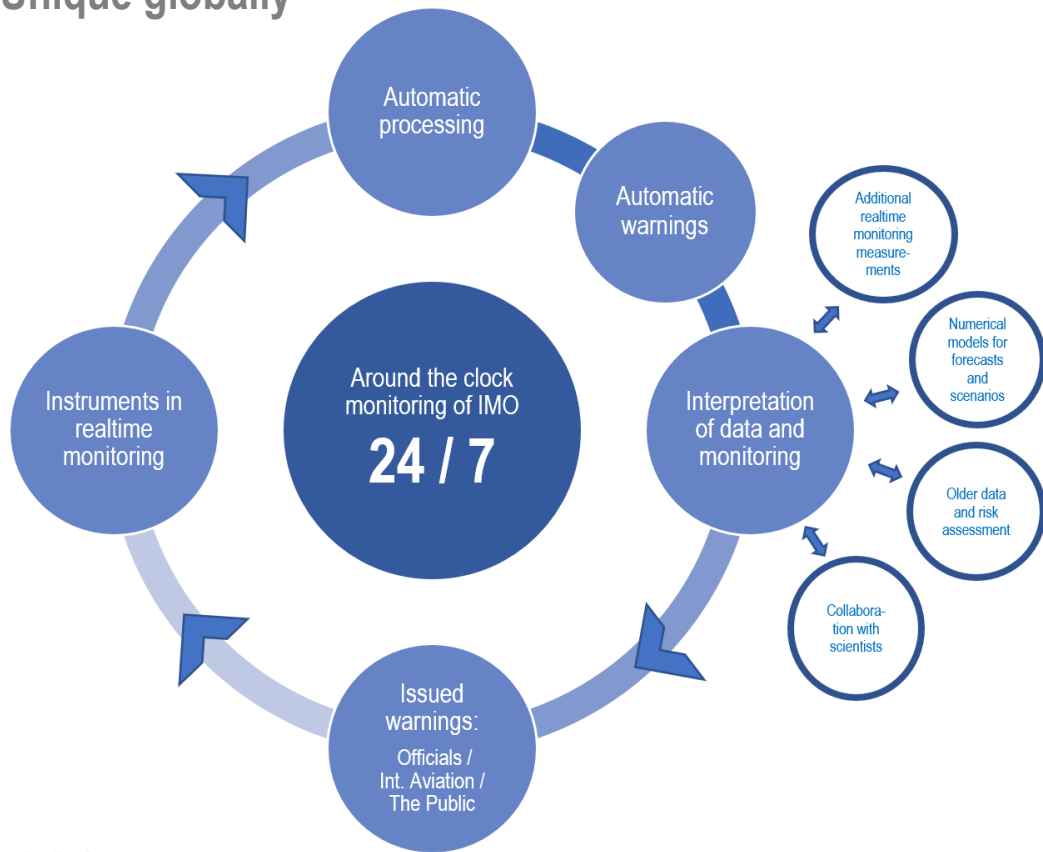 Unique globally
Automatic
processing
Automatic
warnings
Additional
realtime
monitoring
measure-
ments
Numerical
models for
forecasts
and
scenarios
Around the clock
monitoring of IMO
24 / 7
Instruments in
realtime
monitoring
Interpretation
of data and
monitoring
Older data
and risk
assessment
Collabora-
tion with
scientists
Issued
warnings:
Officials /
Int. Aviation /
The Public